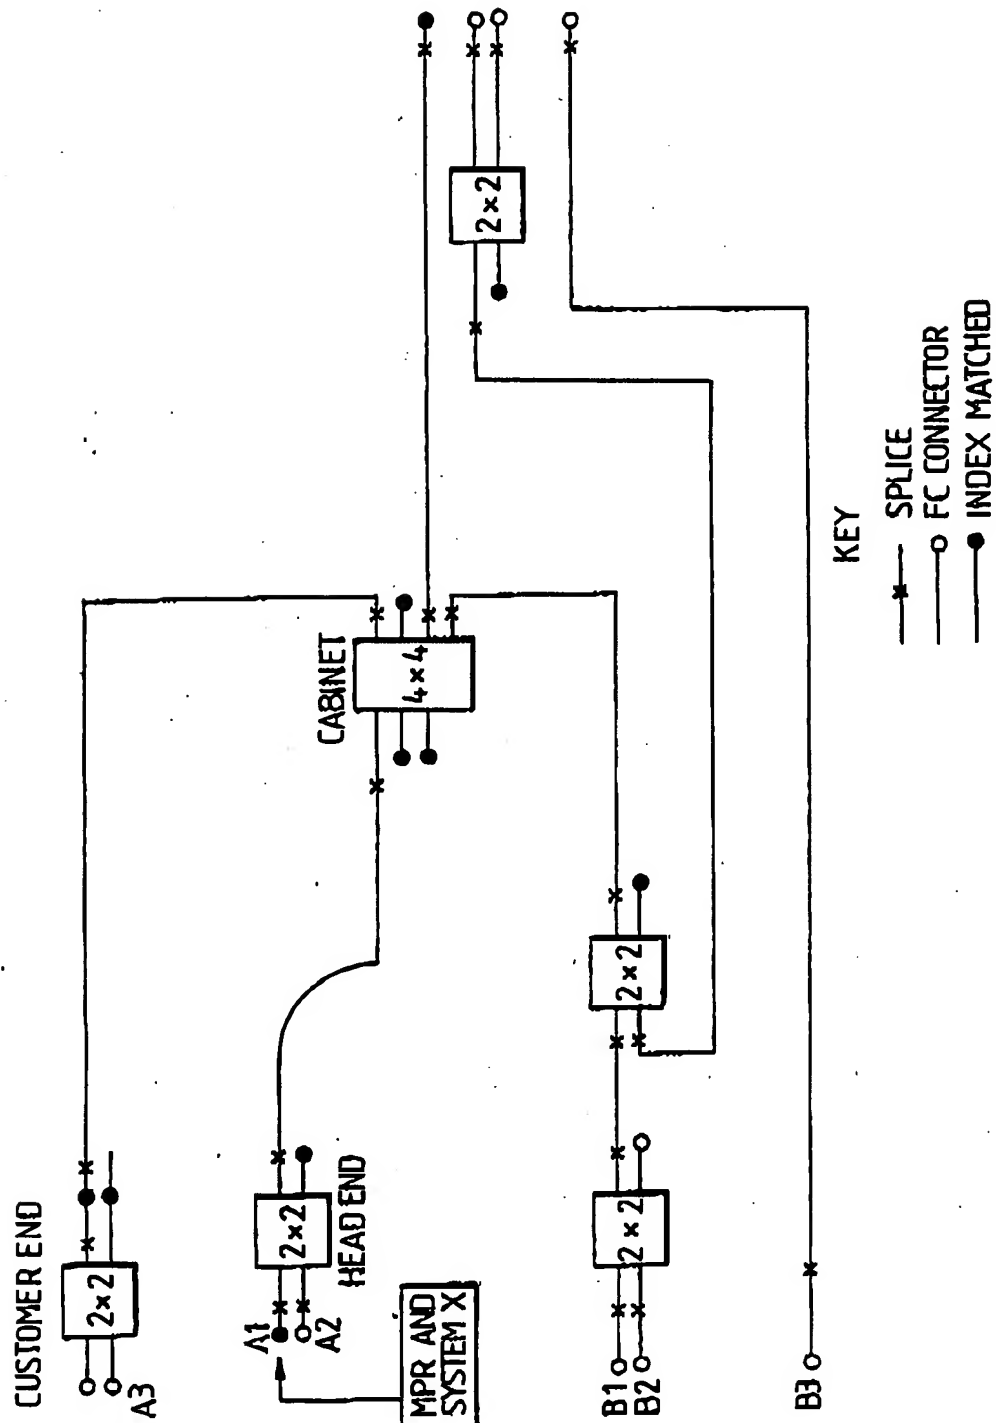 CUSTOMER END
2×2
A3
A1
A2
2×2
HEAD END
MPR AND
SYSTEM X
CABINET
4×4
2×2
B1
B2
2×2
2×2
B3
KEY
SPLICE
FC CONNECTOR
INDEX MATCHED